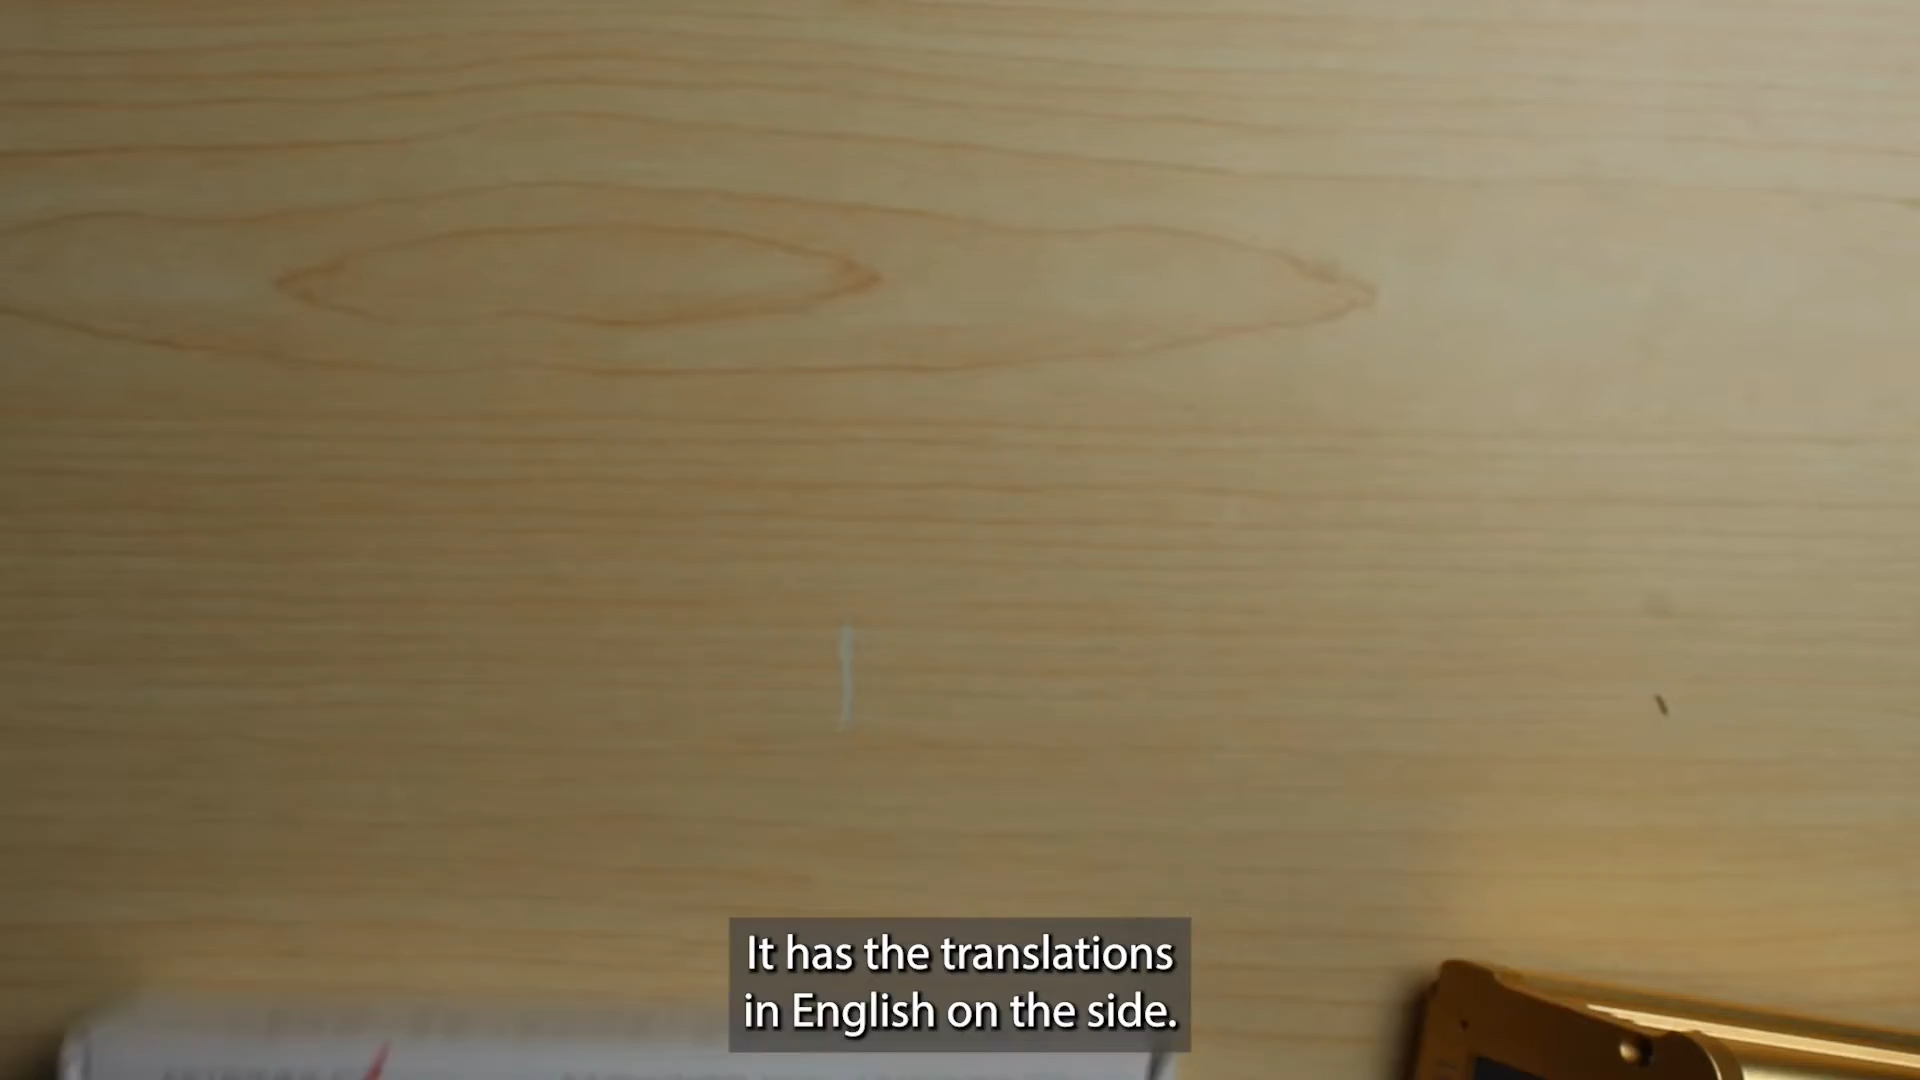 It has the translations
in English on the side.